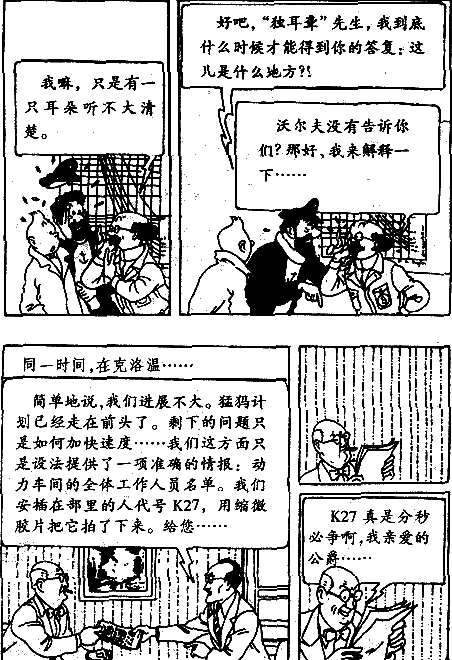 我嘛，只是有一
只耳朵听不大清
楚。
好吧，“独耳聋”先生，我到底
什么时候才能得到你的答复：这
儿是什么地方?!
沃尔夫没有告诉你
们？那好，我来解释一
下……
同一时间，在克洛温……
简单地说，我们进展不大。猛犸计
划已经走在前头了。剩下的问题只
是如何加快速度……我们这方面只
是设法提供了一项准确的情报：动
力车间的全体工作人员名单。我们
安插在部里的人代号 K27，用缩微
胶片把它拍了下来。给您……
K27 真是分秒
必争啊，我亲爱的
公爵……